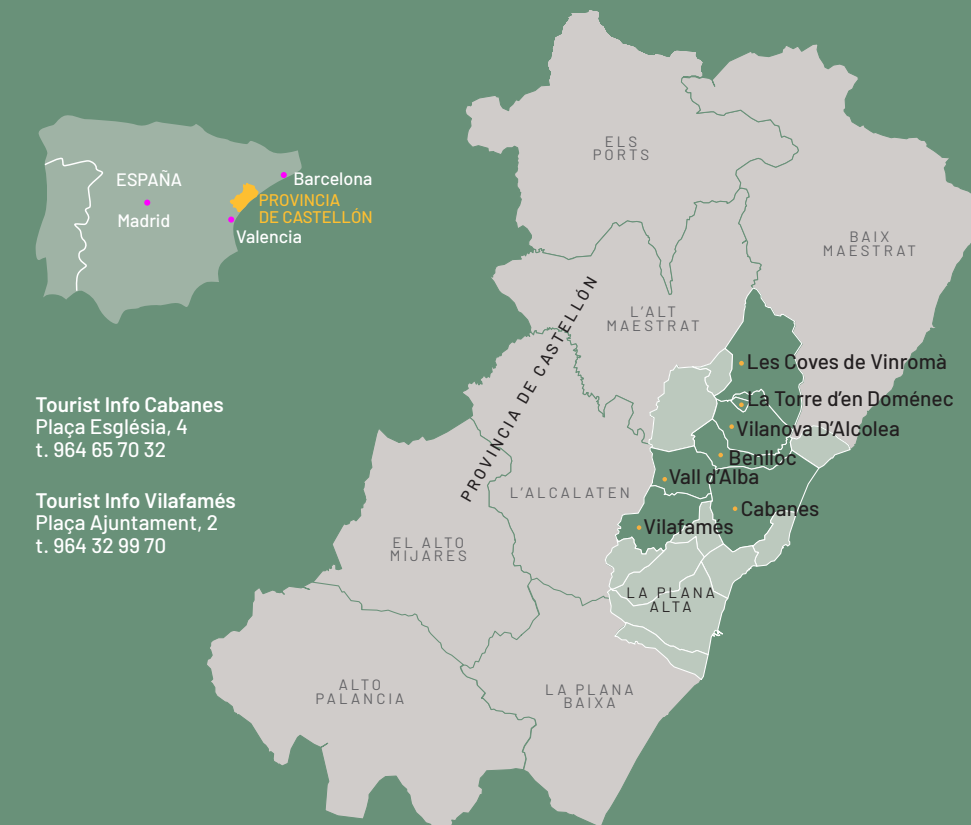 ESPAÑA
Madrid
Barcelona
PROVINCIA
DE CASTELLÓN
Valencia
Tourist Info Cabanes
Plaça Església, 4
t. 964 65 70 32
Tourist Info Vilafamés
Plaça Ajuntament, 2
t. 964 32 99 70
PROVINCIA DE CASTELLÓN
ELS
PORTS
BAIX
MAESTRAT
L'ALT
MAESTRAT
Les Coves de Vinromà
La Torre d'en Doménec
Vilanova D'Alcolea
Benlloc
Vall d'Alba
Cabanes
Vilafamés
L'ALCALATEN
EL ALTO
MIJARES
LA PLANA
ALTA
ALTO
PALANCIA
LA PLANA
BAIXA